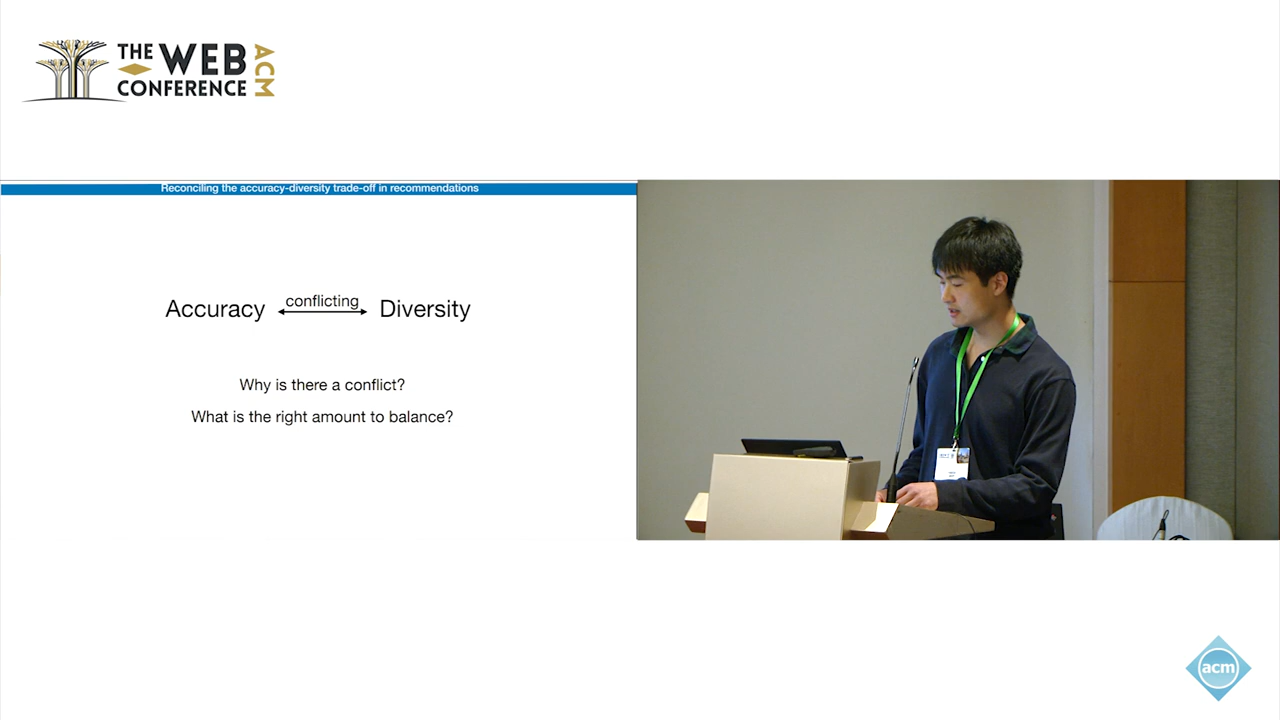 THE WEB
CONFERENCE
ACM
Reconciling the accuracy-diversity trade-off in recommendations
Accuracy conflicting Diversity
Why is there a conflict?
What is the right amount to balance?
acm